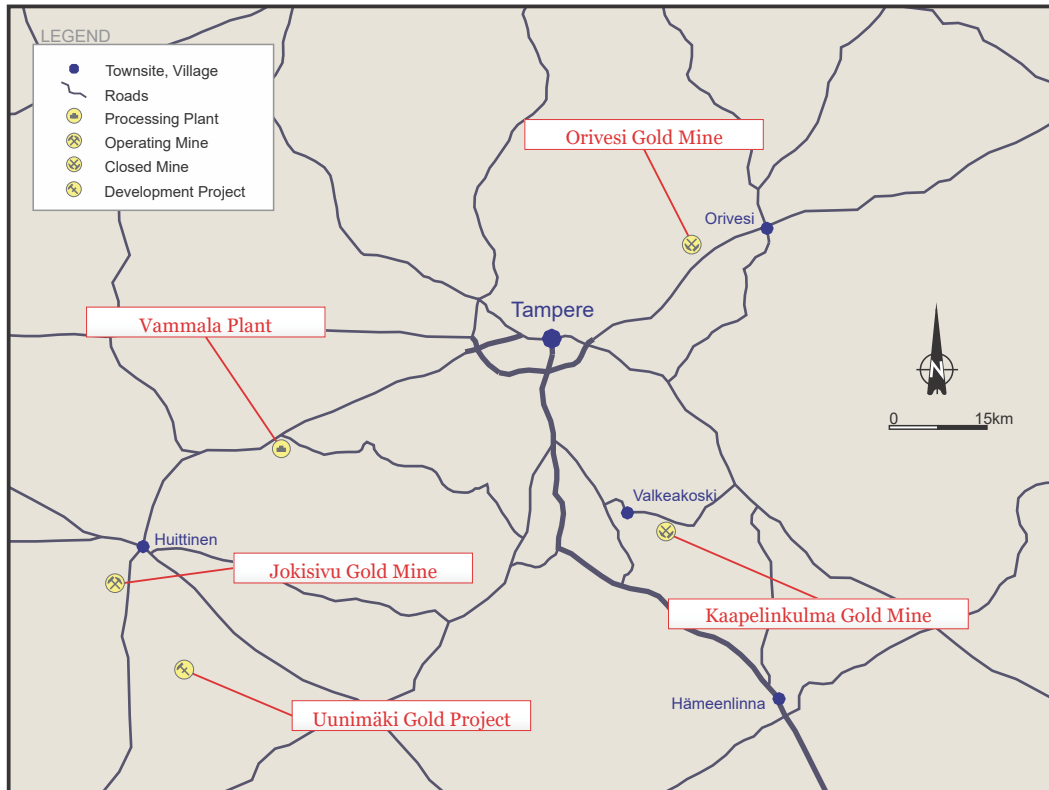 LEGEND
Townsite, Village
Roads
Processing Plant
Operating Mine
Closed Mine
Development Project
Orivesi Gold Mine
Orivesi
Tampere
Vammala Plant
N
0 15km
Valkeakoski
Huittinen
Jokisivu Gold Mine
Kaapelinkulma Gold Mine
Hämeenlinna
Uunimäki Gold Project